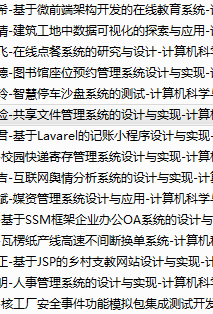 希-基于微前端架构开发的在线教育系统-
青-建筑工地中数据可视化的探索与应用-
飞-在线点餐系统的研究与设计-计算机科
惠-图书馆座位预约管理系统设计与实现-
-智慧停车沙盘系统的测试-计算机科学与
-共享文件管理系统的设计与实现-计算机
君-基于Lavarel的记账小程序设计与实现-
-校园快递寄存管理系统设计与实现-计算
吉-互联网舆情分析系统的设计与实现-计
斌-媒资管理系统设计与应用-计算机科学
-基于SSM框架企业办公OA系统的设计与
-瓦楞纸产线高速不间断换单系统-计算机
正-基于JSP的乡村支教网站设计与实现-计
明-人事管理系统的设计与实现-计算机科
-核工厂安全事件功能模拟包集成测试开发